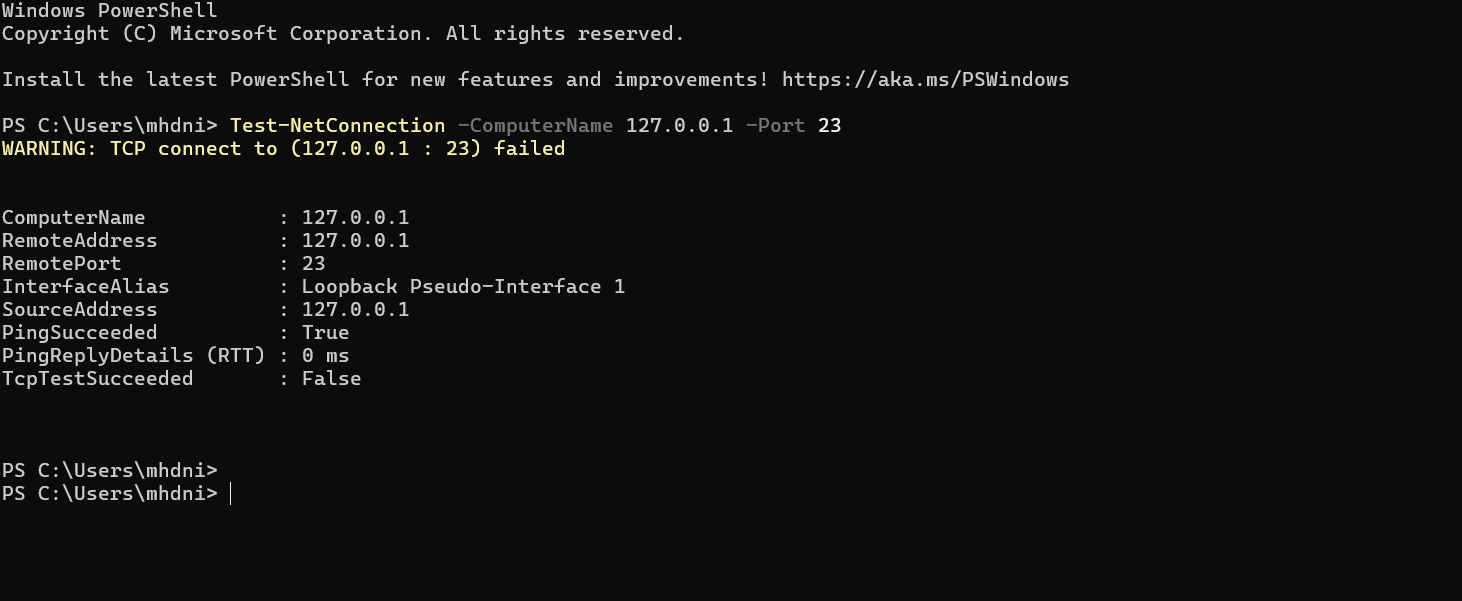 Windows PowerShell
Copyright (C) Microsoft Corporation. All rights reserved.
Install the latest PowerShell for new features and improvements! https://aka.ms/PSWindows
PS C:\Users\mhdni> Test-NetConnection -ComputerName 127.0.0.1 -Port 23
WARNING: TCP connect to (127.0.0.1 : 23) failed
ComputerName           : 127.0.0.1
RemoteAddress          : 127.0.0.1
RemotePort             : 23
InterfaceAlias         : Loopback Pseudo-Interface 1
SourceAddress          : 127.0.0.1
PingSucceeded          : True
PingReplyDetails (RTT) : 0 ms
TcpTestSucceeded       : False
PS C:\Users\mhdni>
PS C:\Users\mhdni>